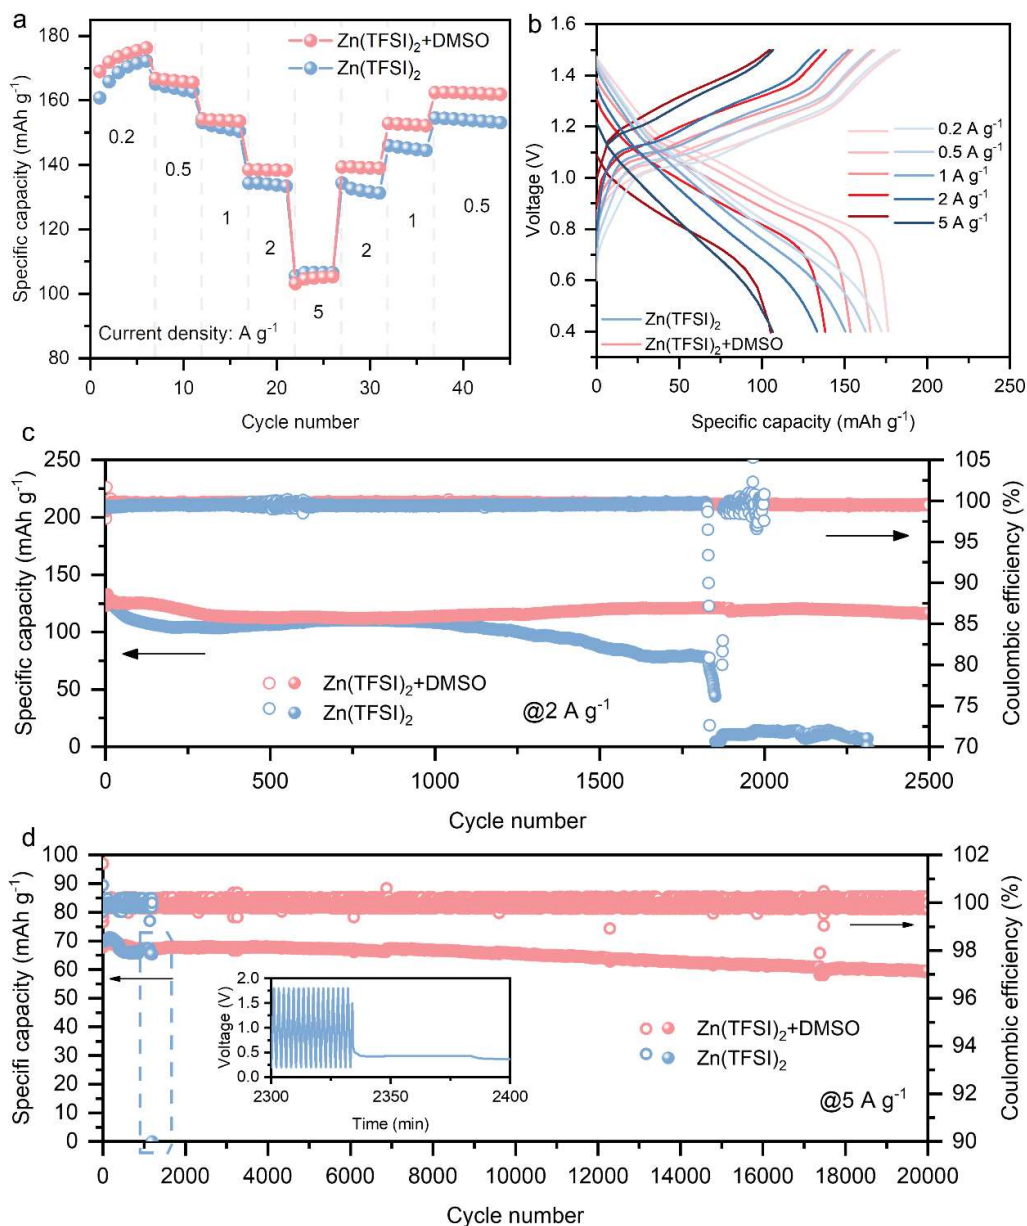 a
Specific capacity (mAh g⁻¹)
180
160
140
120
100
80
0.2
0.5
1
2
5
2
1
0.5
Zn(TFSI)₂+DMSO
Zn(TFSI)₂
Current density: A g⁻¹
0 10 20 30 40
Cycle number
b
Voltage (V)
1.6
1.4
1.2
1.0
0.8
0.6
0.4
0.2 A g⁻¹
0.5 A g⁻¹
1 A g⁻¹
2 A g⁻¹
5 A g⁻¹
Zn(TFSI)₂
Zn(TFSI)₂+DMSO
0 50 100 150 200 250
Specific capacity (mAh g⁻¹)
c
Specific capacity (mAh g⁻¹)
250
200
150
100
50
0
Zn(TFSI)₂+DMSO
Zn(TFSI)₂
@2 A g⁻¹
105
100
95
90
85
80
75
70
Coulombic efficiency (%)
0 500 1000 1500 2000 2500
Cycle number
d
Specifi capacity (mAh g⁻¹)
100
90
80
70
60
50
40
30
20
10
0
Voltage (V)
2.0
1.5
1.0
0.5
0.0
2300 2350 2400
Time (min)
Zn(TFSI)₂+DMSO
Zn(TFSI)₂
@5 A g⁻¹
102
100
98
96
94
92
90
Coulombic efficiency (%)
0 2000 4000 6000 8000 10000 12000 14000 16000 18000 20000
Cycle number